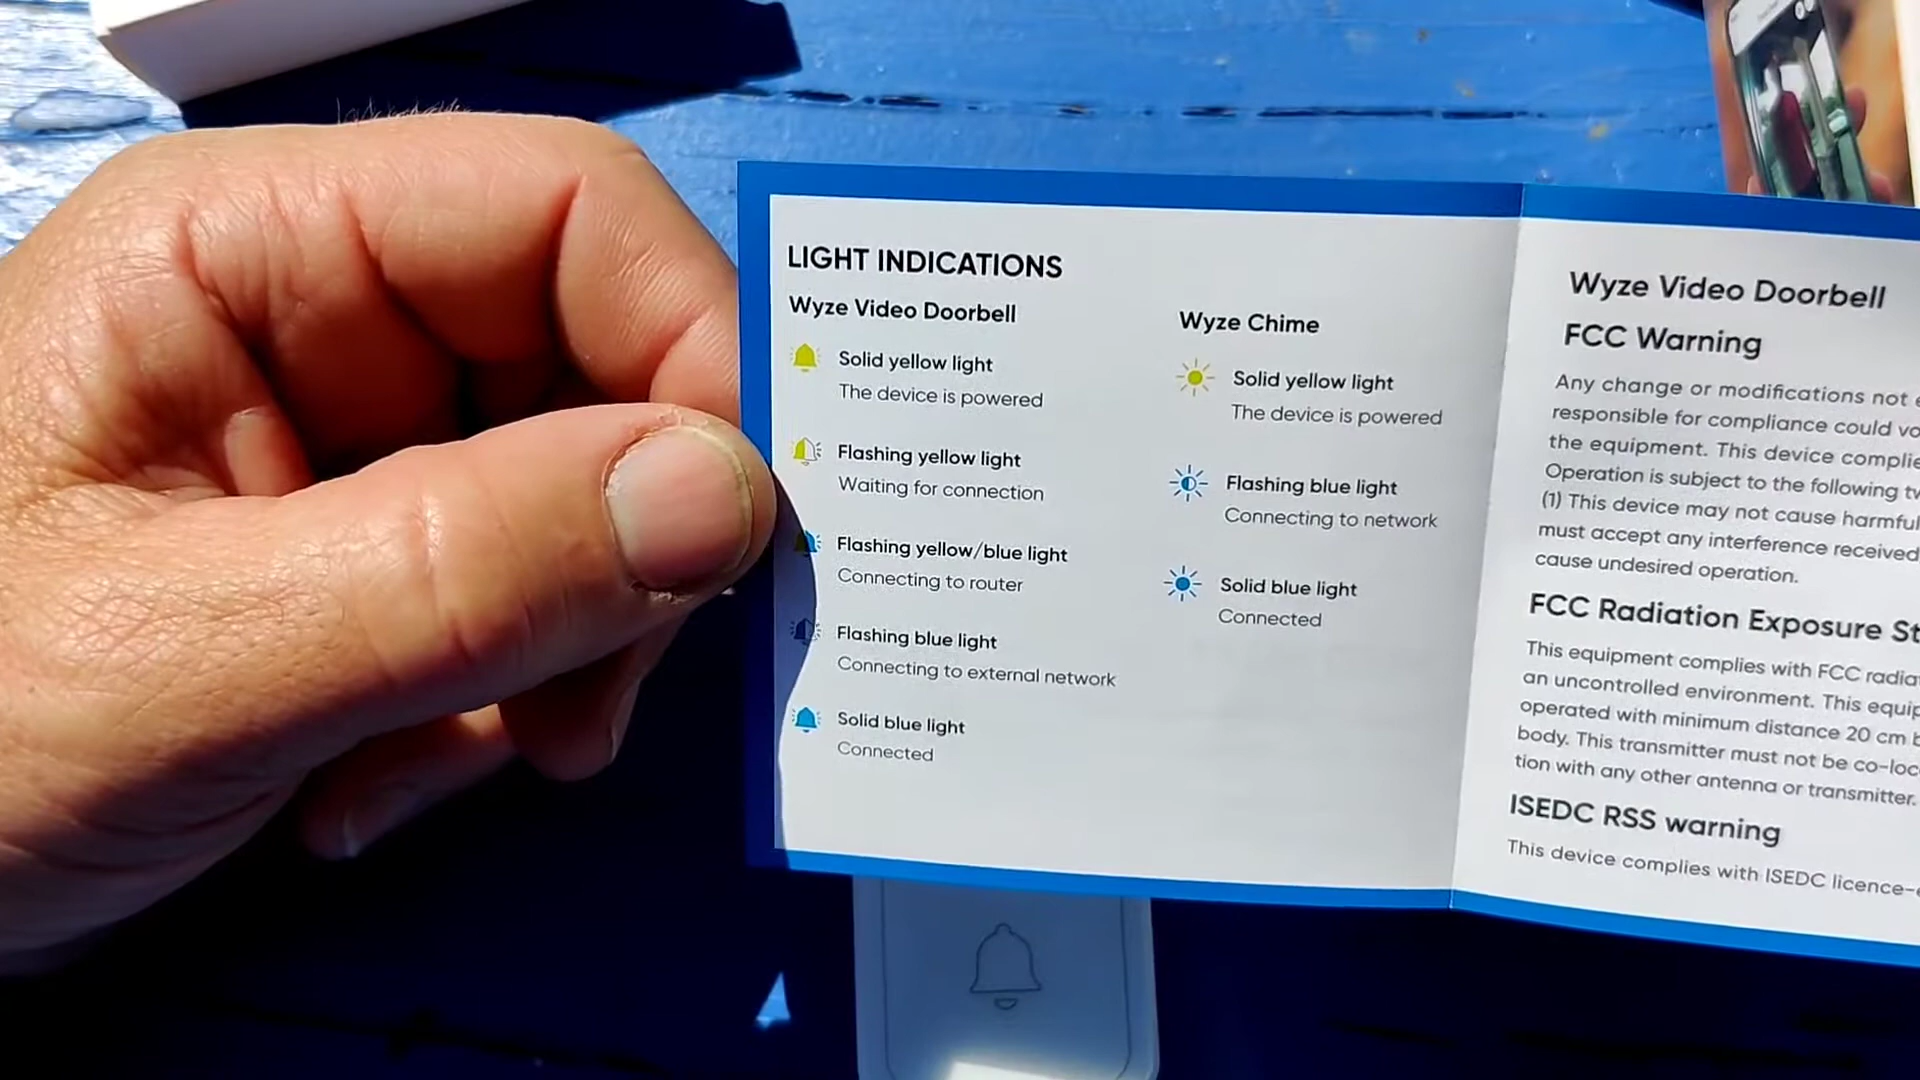 LIGHT INDICATIONS
Wyze Video Doorbell
Solid yellow light
The device is powered
Flashing yellow light
Waiting for connection
Flashing yellow/blue light
Connecting to router
Flashing blue light
Connecting to external network
Solid blue light
Connected
Wyze Chime
Solid yellow light
The device is powered
Flashing blue light
Connecting to network
Solid blue light
Connected
Wyze Video Doorbell
FCC Warning
Any change or modifications not
responsible for compliance could
the equipment. This device
Operation is subject to the following
(1) This device may not cause harmful
must accept any interference received
cause undesired operation.
FCC Radiation Exposure
This equipment complies with FCC
an uncontrolled environment. This
operated with minimum distance 20 cm
body. This transmitter must not be
tion with any other antenna or transmitter.
ISEDC RSS warning
This device complies with ISEDC